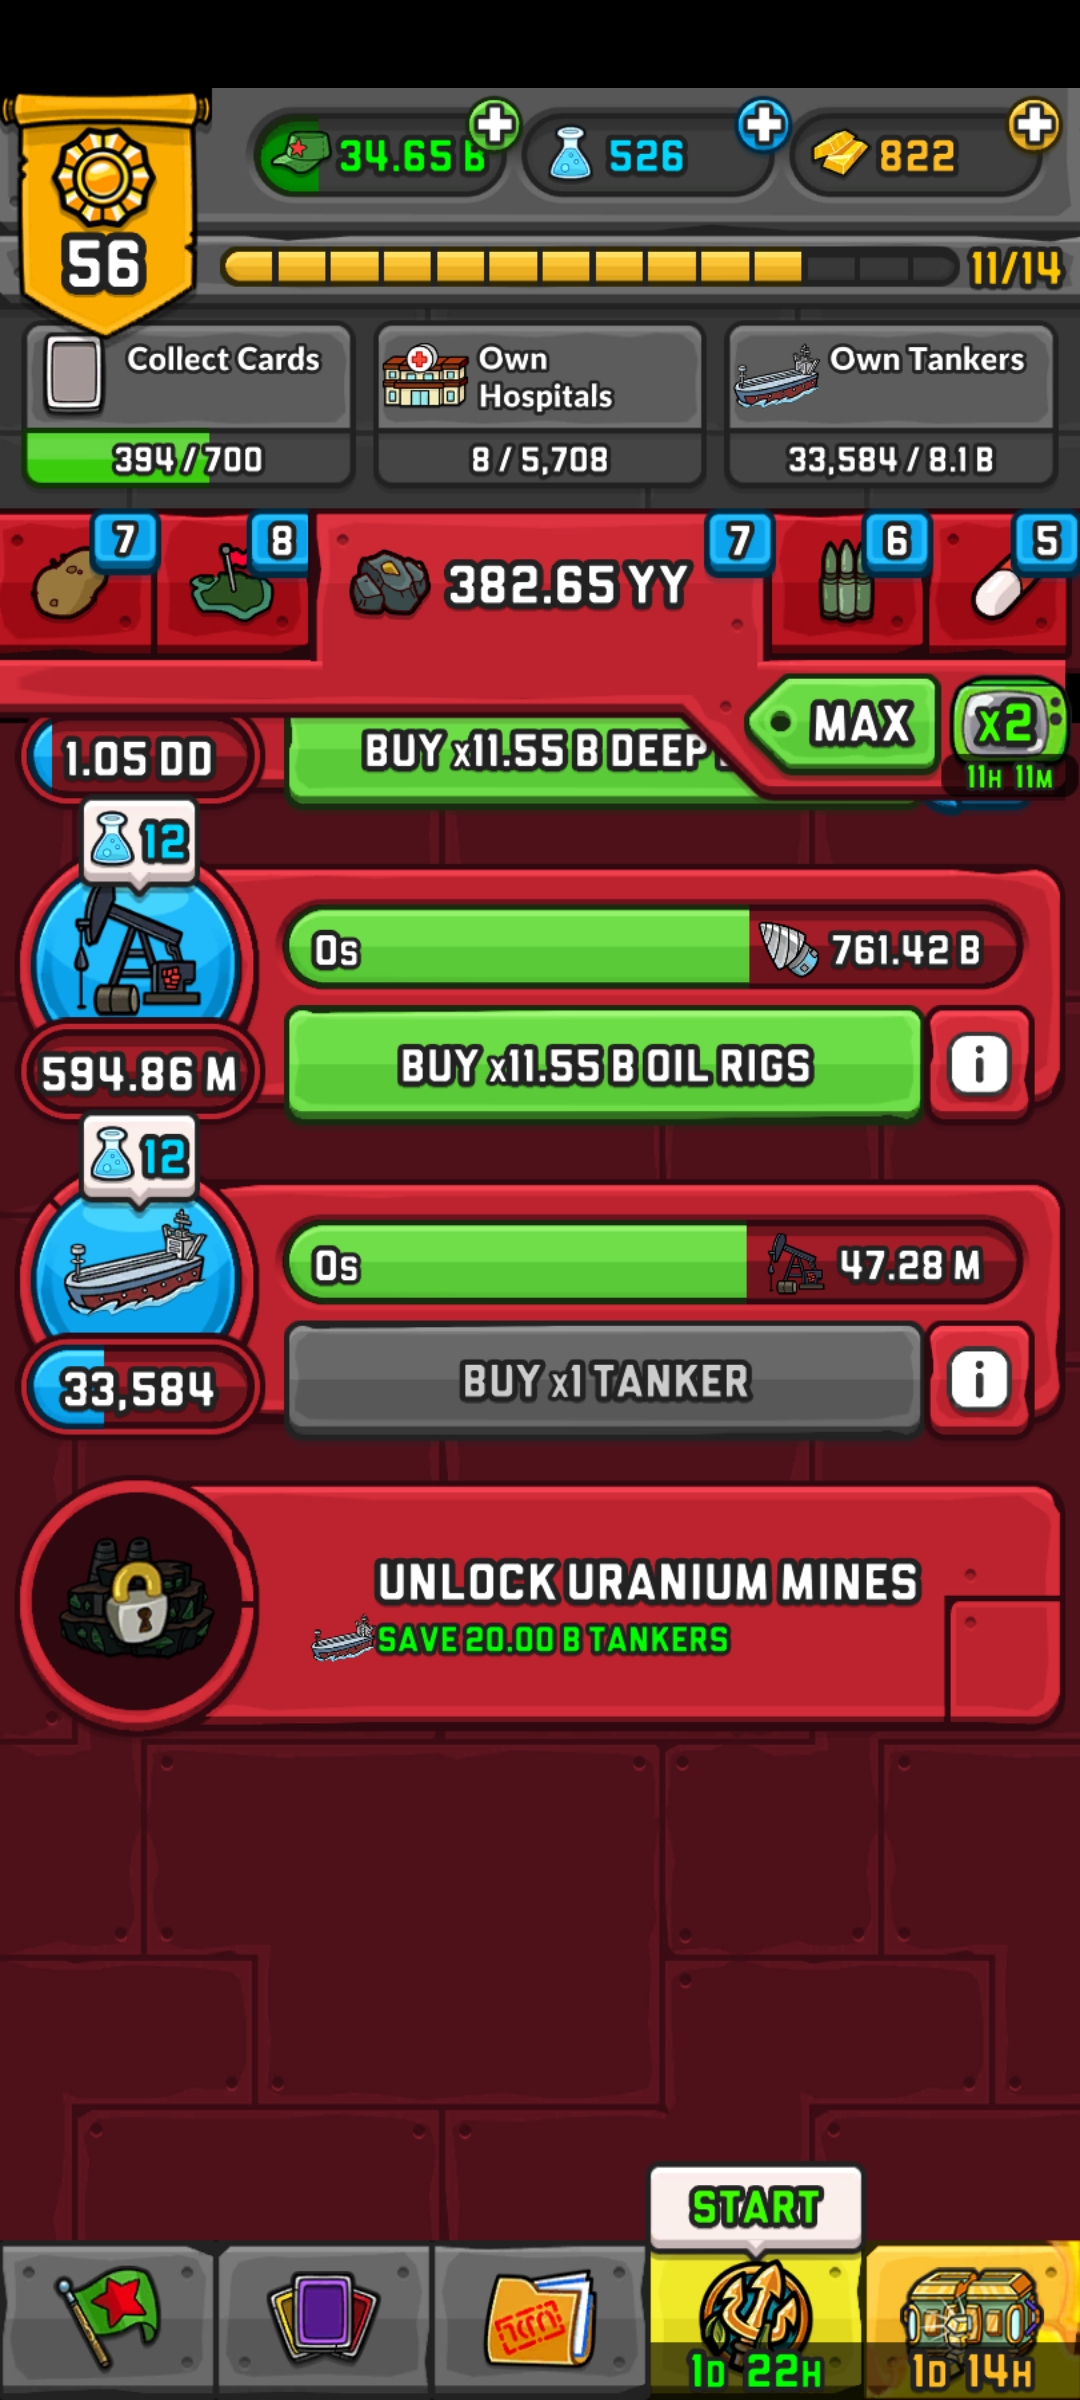 34.65 B
526
822
56
11/14
Collect Cards
394/700
Own
Hospitals
8/5,708
Own Tankers
33,584/8.1 B
7
8
382.65 YY
7
6
5
MAX
x2
11H 11M
1.05 DD
BUY x11.55 B DEEP
12
0s
761.42 B
594.86 M
BUY x11.55 B OIL RIGS
i
12
0s
47.28 M
33,584
BUY x1 TANKER
i
UNLOCK URANIUM MINES
SAVE 20.00 B TANKERS
START
1D 22H
1D 14H